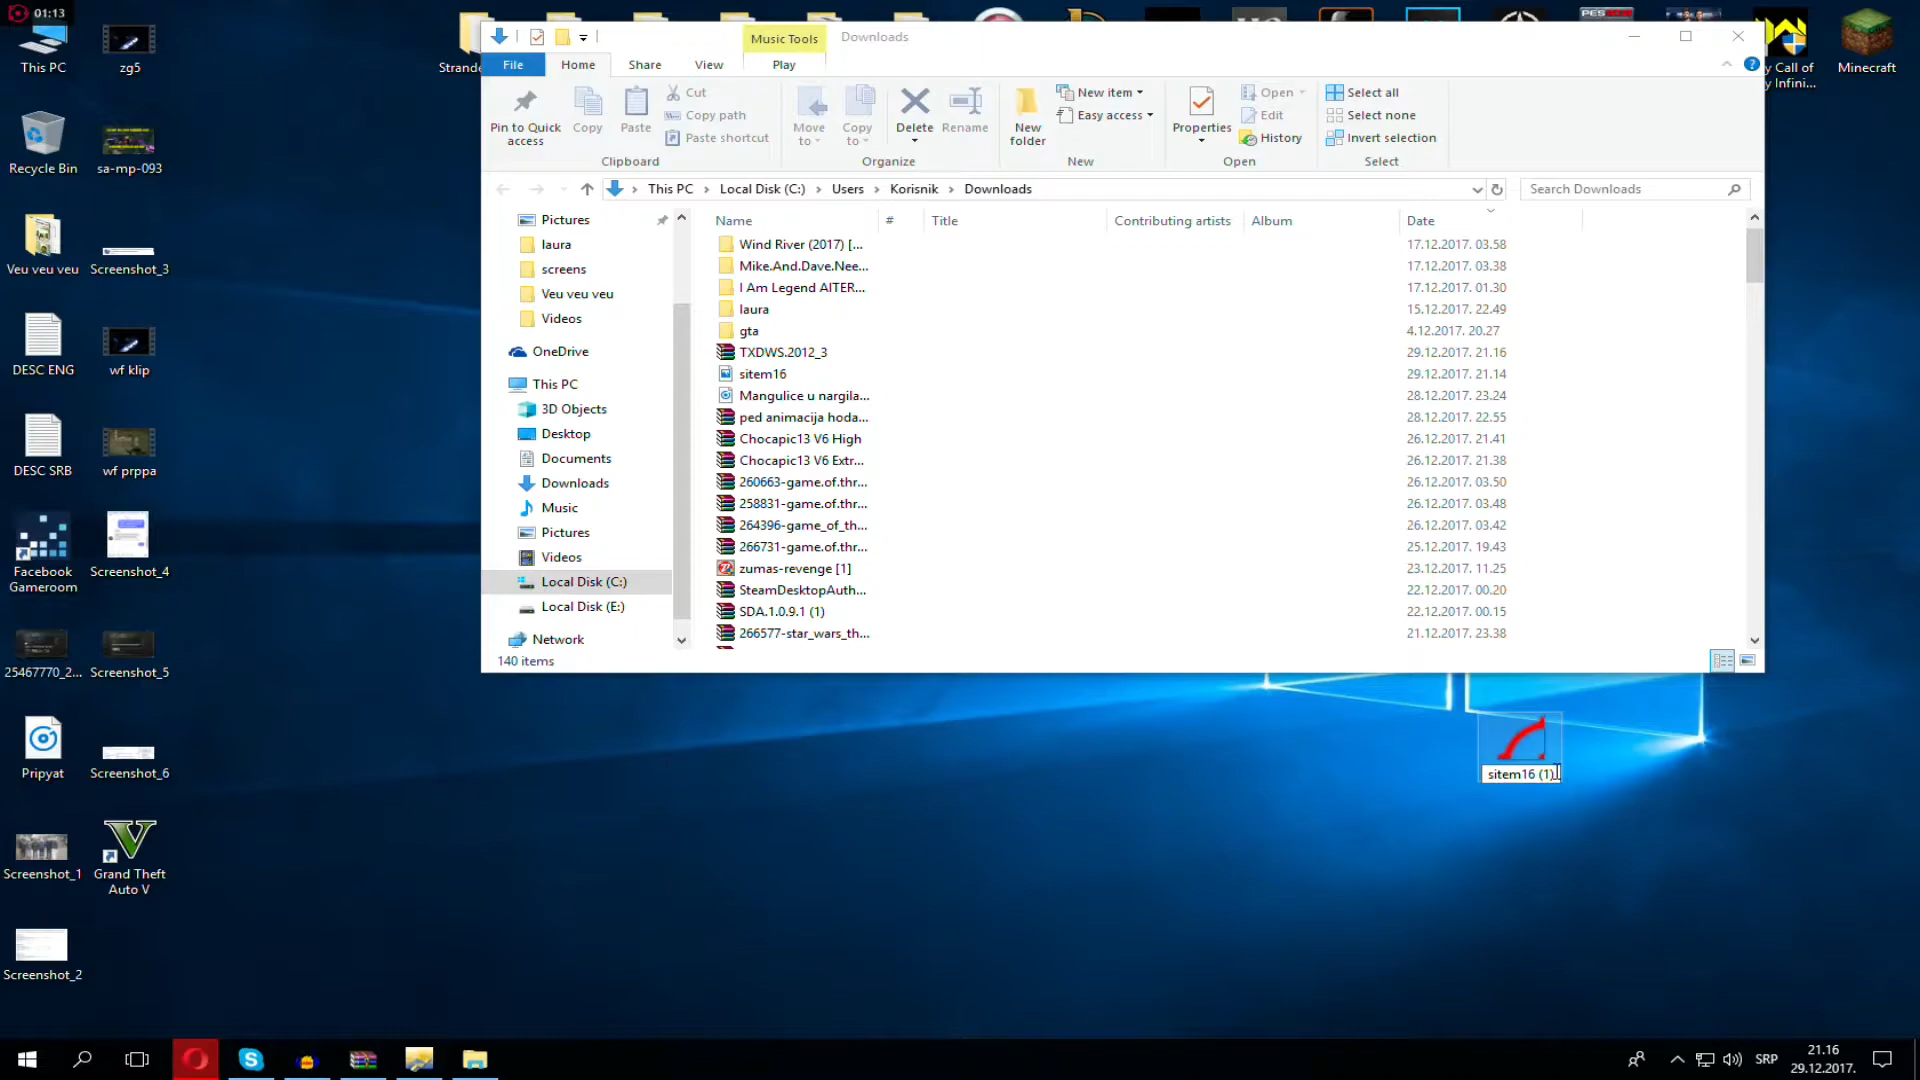 01:13
This PC
zg5
Recycle Bin
sa-mp-093
Veu veu veu
Screenshot_3
DESC ENG
wf klip
DESC SRB
wf prppa
Facebook
Gameroom
Screenshot_4
25467770_2...
Screenshot_5
Pripyat
Screenshot_6
Screenshot_1
Grand Theft
Auto V
Screenshot_2
Strande
Music Tools
Downloads
File
Home
Share
View
Play
Pin to Quick
access
Copy
Paste
Cut
Copy path
Paste shortcut
Clipboard
Move
to
Copy
to
Delete
Rename
Organize
New
folder
New item
Easy access
New
Properties
Open
Edit
History
Open
Select all
Select none
Invert selection
Select
This PC
Local Disk (C:)
Users
Korisnik
Downloads
Search Downloads
Pictures
laura
screens
Veu veu veu
Videos
OneDrive
This PC
3D Objects
Desktop
Documents
Downloads
Music
Pictures
Videos
Local Disk (C:)
Local Disk (E:)
Network
140 items
Name # Title Contributing artists Album Date
Wind River (2017) [... 17.12.2017. 03.58
Mike.And.Dave.Nee... 17.12.2017. 03.38
I Am Legend AlTER... 17.12.2017. 01.30
laura 15.12.2017. 22.49
gta 4.12.2017. 20.27
TXDWS.2012_3 29.12.2017. 21.16
sitem16 29.12.2017. 21.14
Mangulice u nargila... 28.12.2017. 23.24
ped animacija hoda... 28.12.2017. 22.55
Chocapic13 V6 High 26.12.2017. 21.41
Chocapic13 V6 Extr... 26.12.2017. 21.38
260663-game.of.thr... 26.12.2017. 03.50
258831-game.of.thr... 26.12.2017. 03.48
264396-game_of_th... 26.12.2017. 03.42
266731-game.of.thr... 25.12.2017. 19.43
zumas-revenge [1] 23.12.2017. 11.25
SteamDesktopAuth... 22.12.2017. 00.20
SDA.1.0.9.1 (1) 22.12.2017. 00.15
266577-star_wars_th... 21.12.2017. 23.38
y Call of
y Infini...
Minecraft
sitem16 (1)
SRP
21.16
29.12.2017.